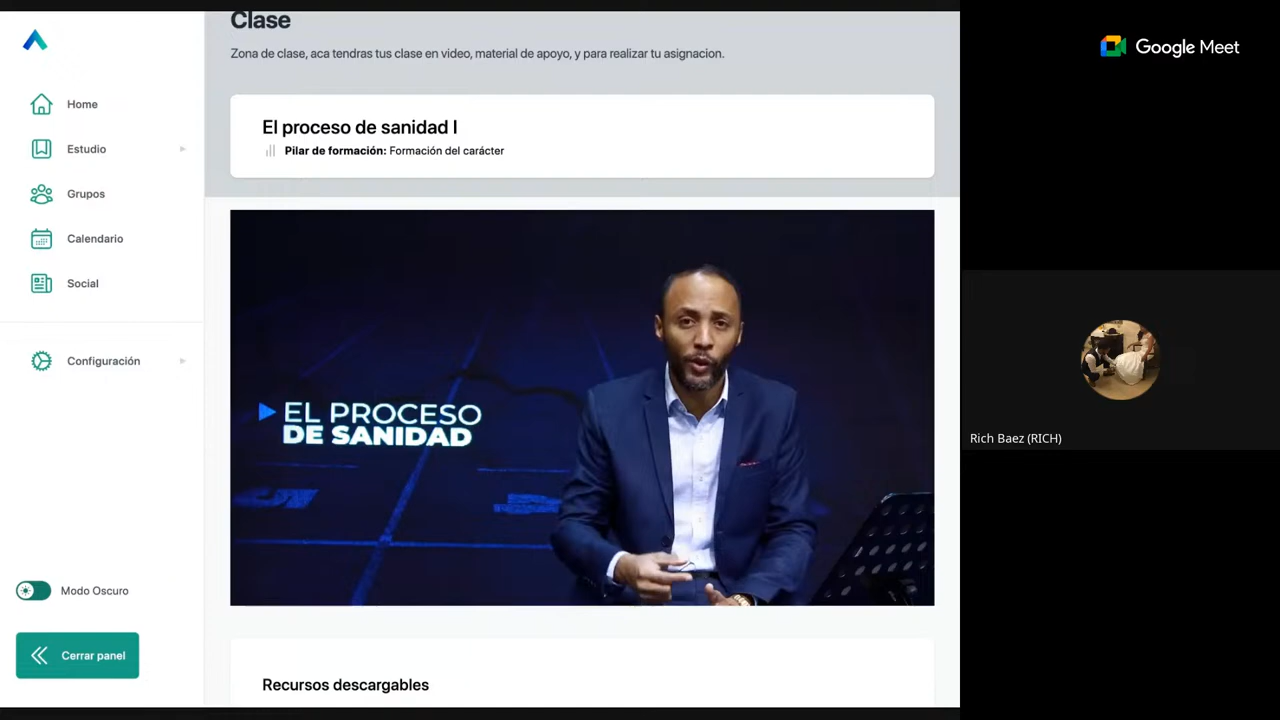 Clase
Zona de clase, aca tendras tus clase en video, material de apoyo, y para realizar tu asignacion.
Home
Estudio
Grupos
Calendario
Social
Configuración
Modo Oscuro
Cerrar panel
El proceso de sanidad I
Pilar de formación: Formación del carácter
EL PROCESO
DE SANIDAD
Recursos descargables
Google Meet
Rich Baez (RICH)